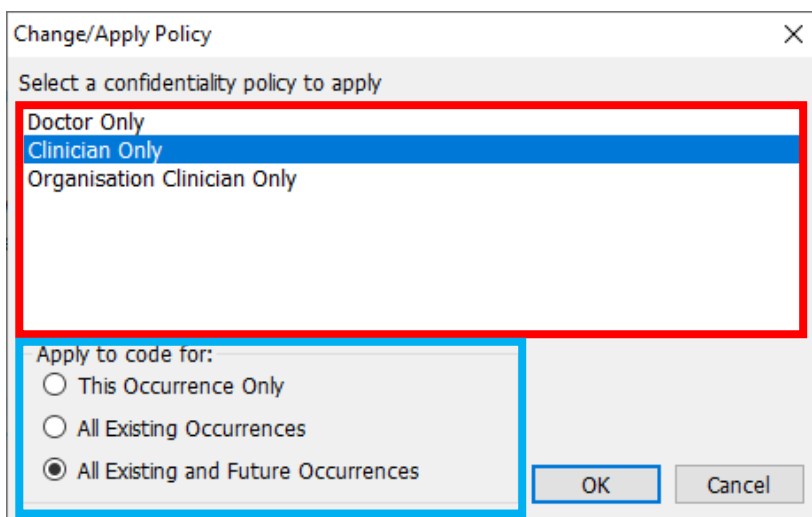 Change/Apply Policy
Select a confidentiality policy to apply
Doctor Only
Clinician Only
Organisation Clinician Only
Apply to code for:
This Occurrence Only
All Existing Occurrences
All Existing and Future Occurrences
OK Cancel